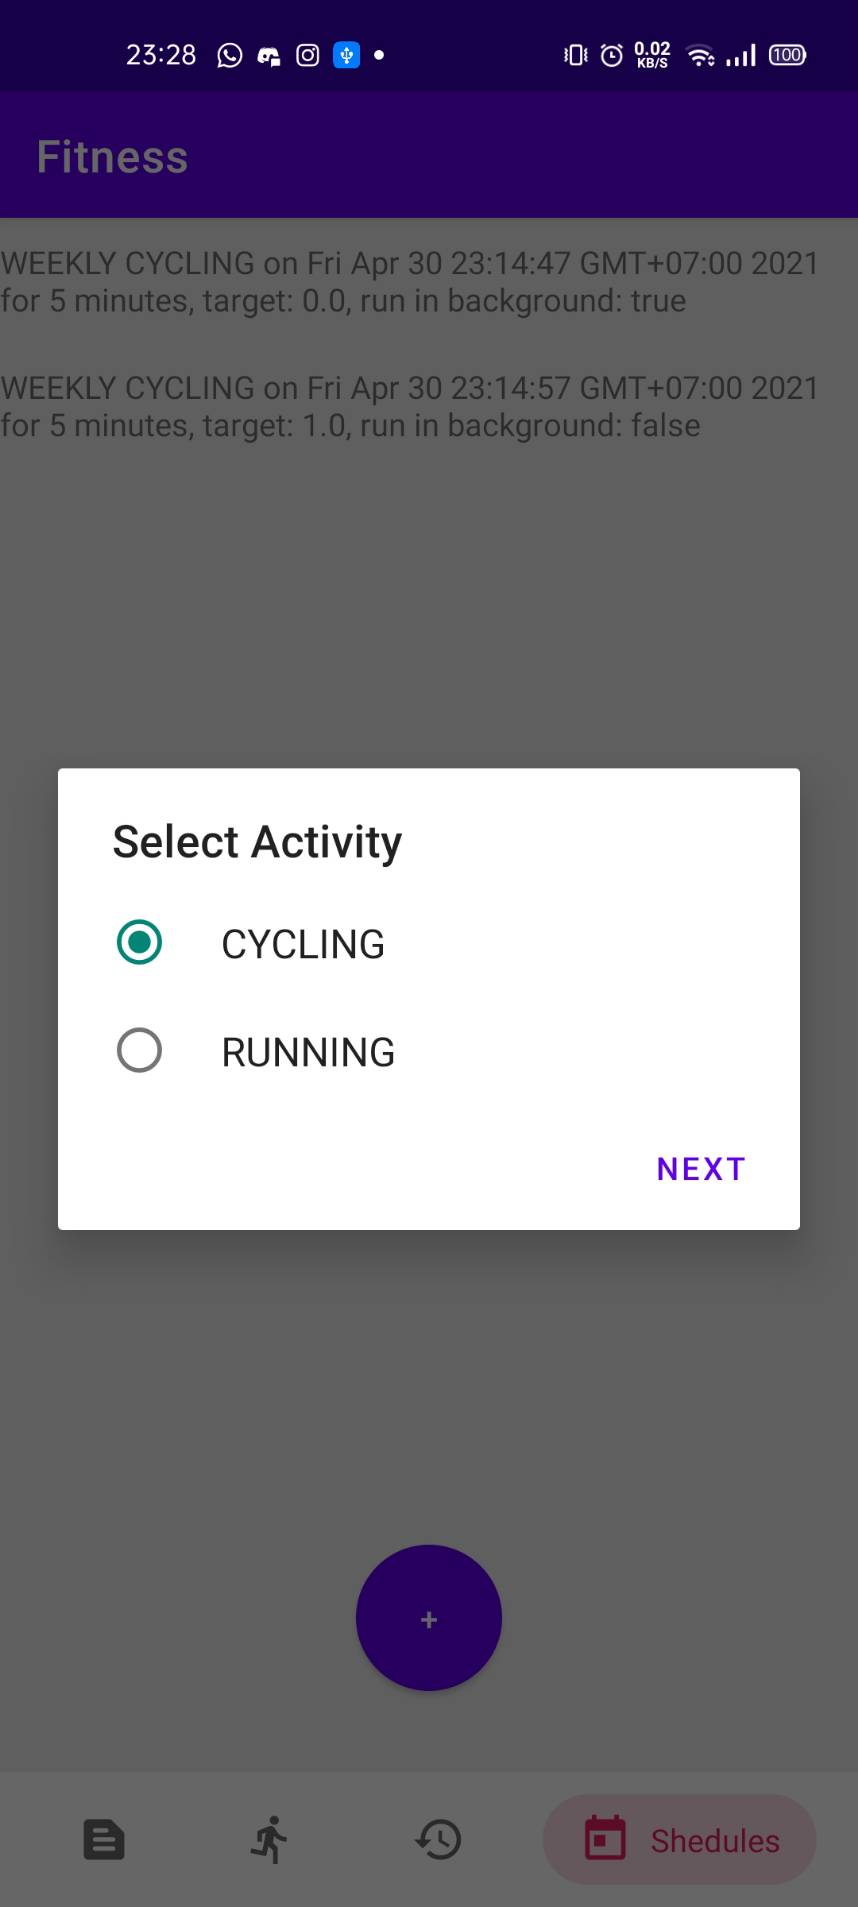 23:28 0.02 KB/S 100
Fitness
WEEKLY CYCLING on Fri Apr 30 23:14:47 GMT+07:00 2021
for 5 minutes, target: 0.0, run in background: true
WEEKLY CYCLING on Fri Apr 30 23:14:57 GMT+07:00 2021
for 5 minutes, target: 1.0, run in background: false
Select Activity
CYCLING
RUNNING
NEXT
+
Shedules